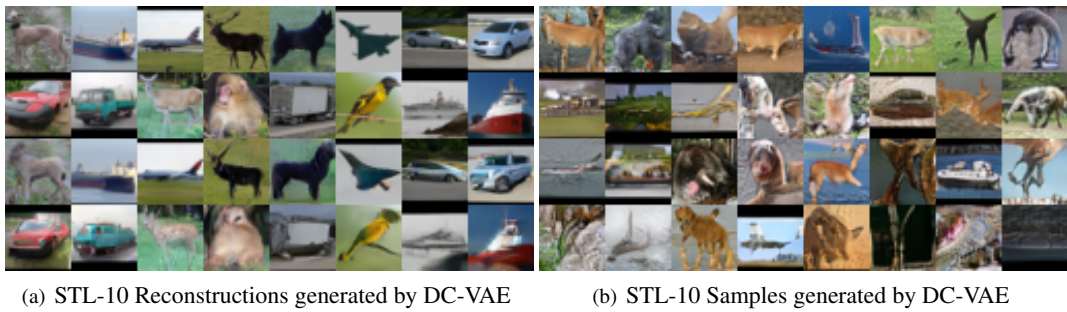 (a) STL-10 Reconstructions generated by DC-VAE
(b) STL-10 Samples generated by DC-VAE